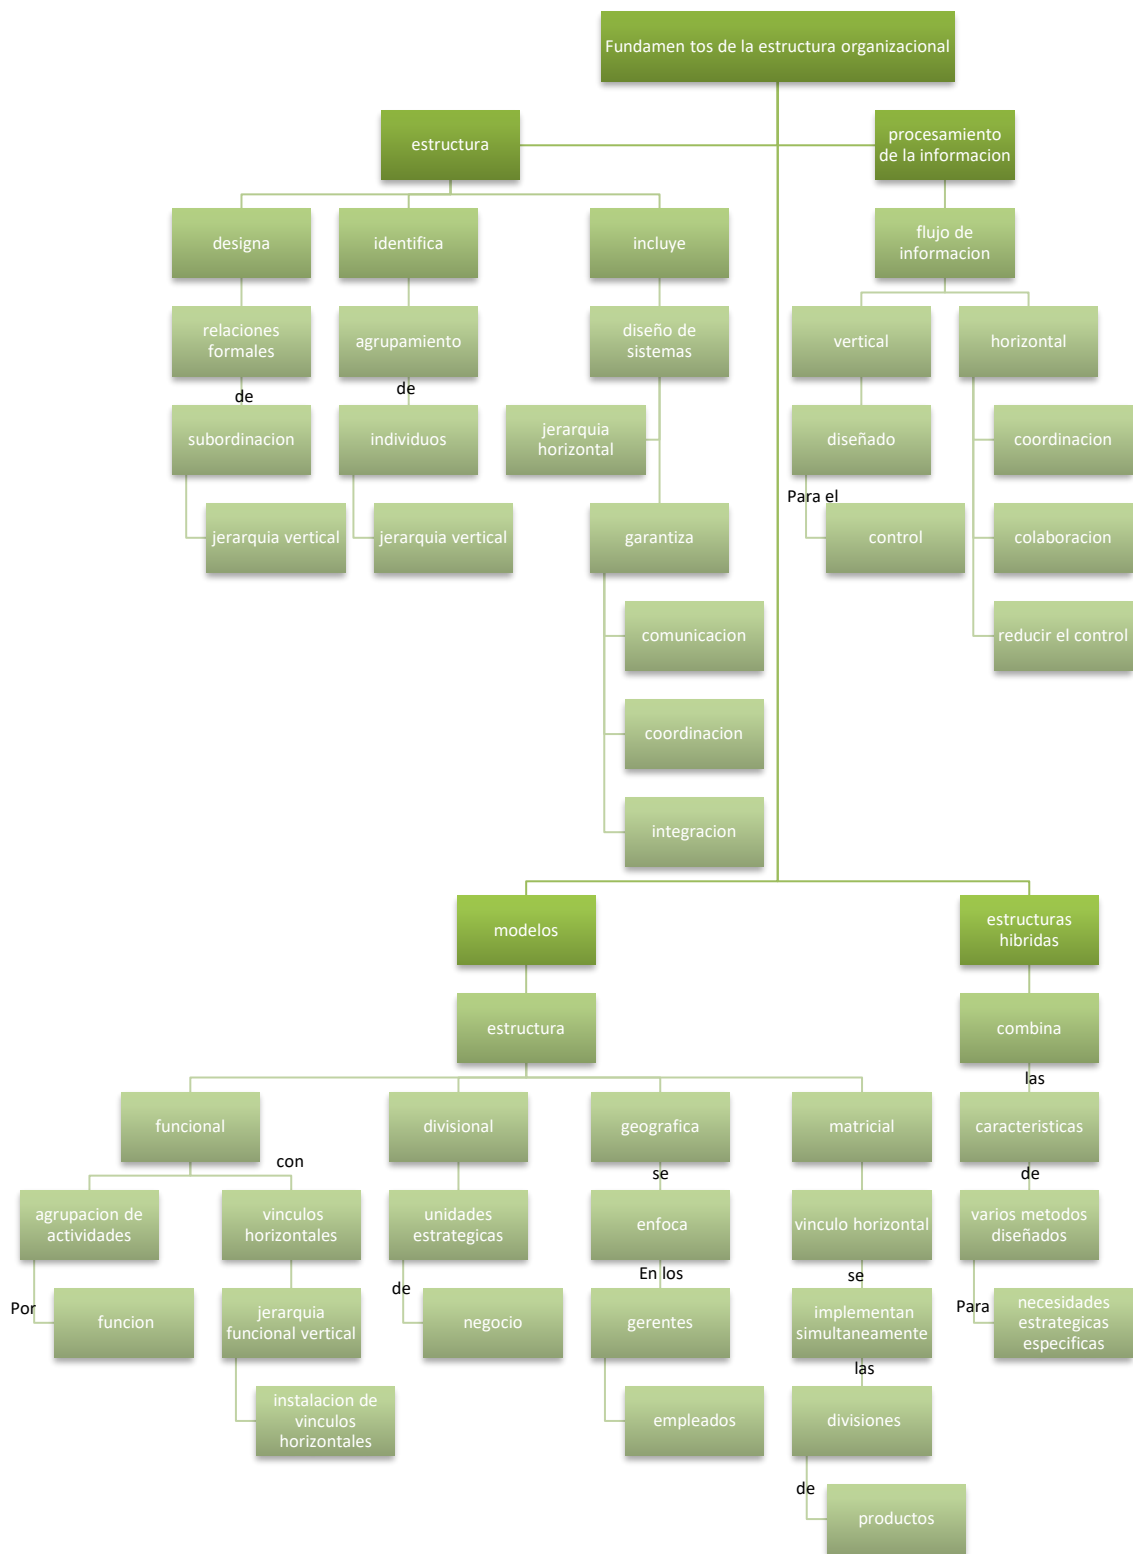 Fundamen tos de la estructura organizacional
estructura
procesamiento
de la informacion
designa
identifica
incluye
flujo de
informacion
relaciones
formales
agrupamiento
diseño de
sistemas
vertical
horizontal
de
de
subordinacion
individuos
jerarquia
horizontal
diseñado
coordinacion
Para el
jerarquia vertical
jerarquia vertical
garantiza
control
colaboracion
comunicacion
reducir el control
coordinacion
integracion
modelos
estructuras
hibridas
estructura
combina
las
funcional
divisional
geografica
matricial
caracteristicas
con
se
de
agrupacion de
actividades
vinculos
horizontales
unidades
estrategicas
enfoca
vinculo horizontal
varios metodos
diseñados
Por
de
En los
se
Para
funcion
jerarquia
funcional vertical
negocio
gerentes
implementan
simultaneamente
necesidades
estrategicas
especificas
las
instalacion de
vinculos
horizontales
empleados
divisiones
de
productos